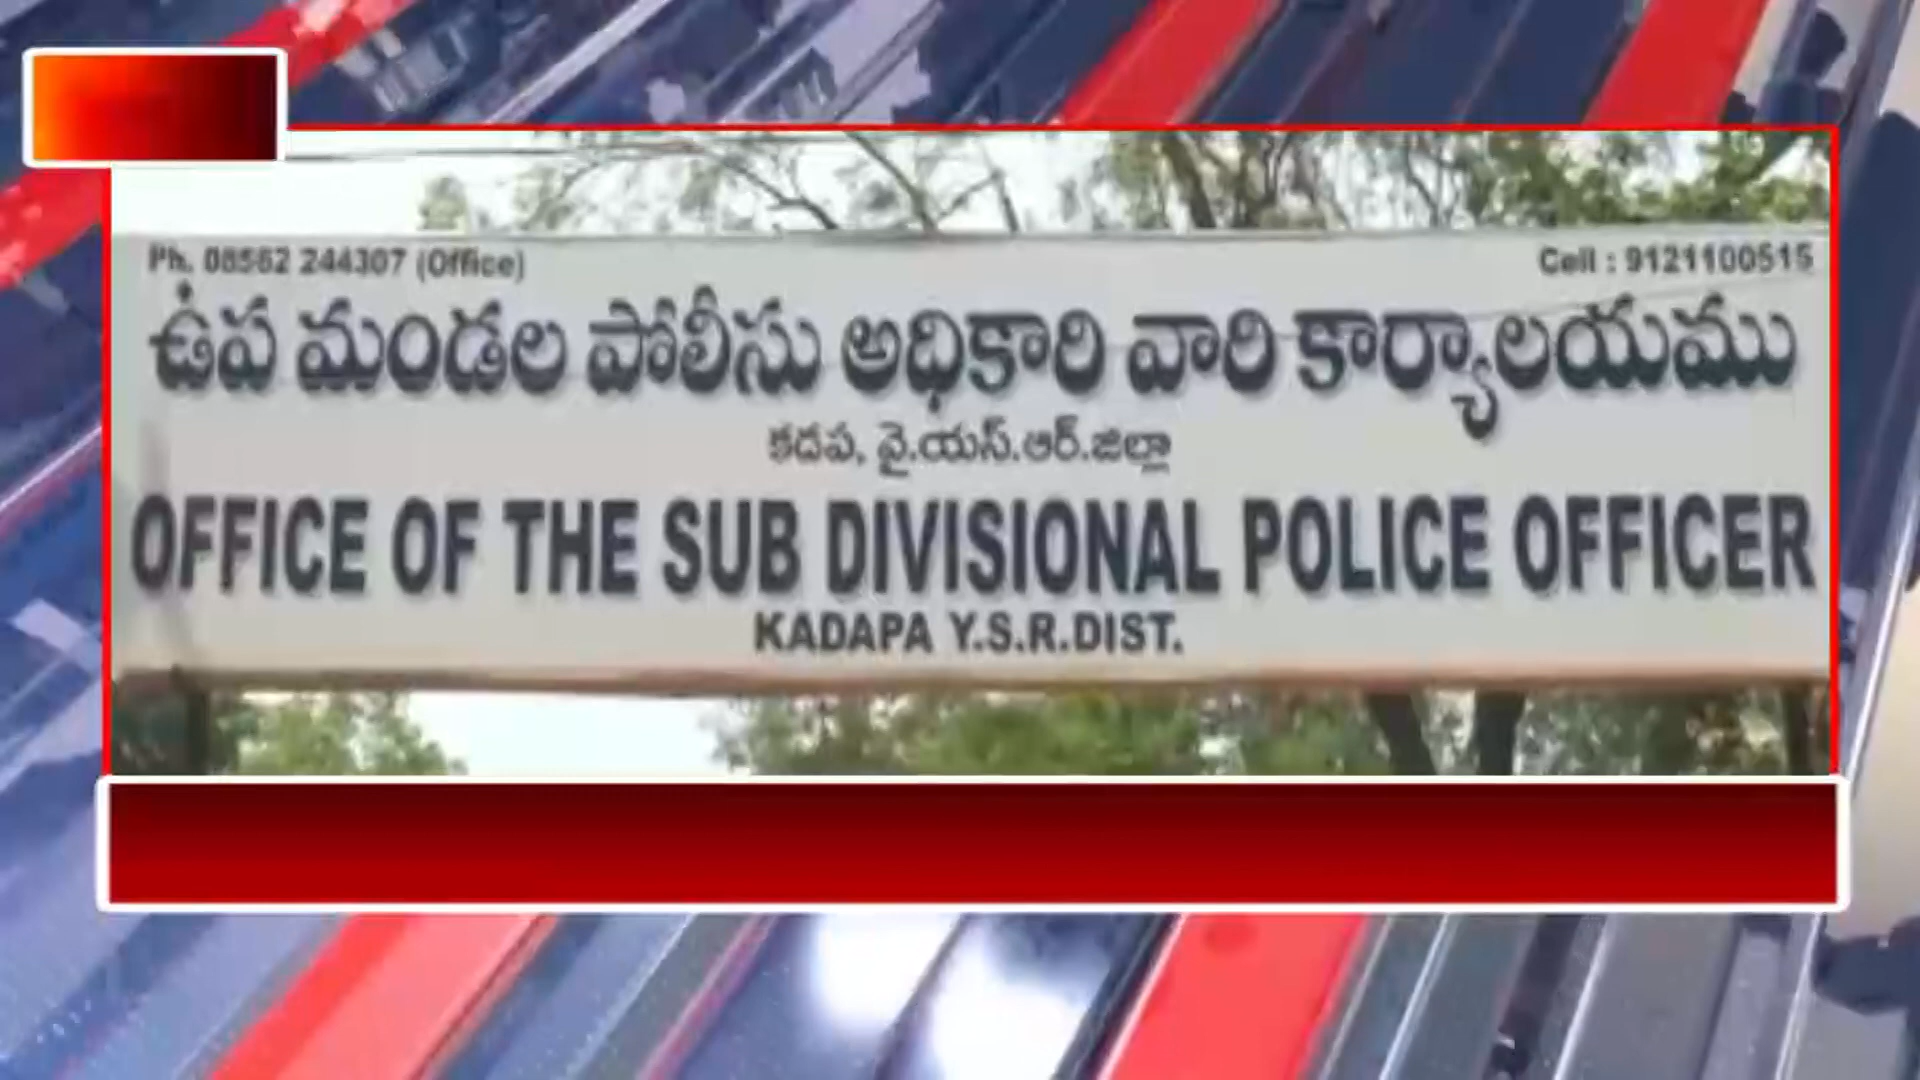 Ph. 08562 244307 (Office) Cell : 9121100515
ఉప మండల పోలీసు అధికారి వారి కార్యాలయము
కడప, వై.యస్.ఆర్.జిల్లా
OFFICE OF THE SUB DIVISIONAL POLICE OFFICER
KADAPA Y.S.R.DIST.